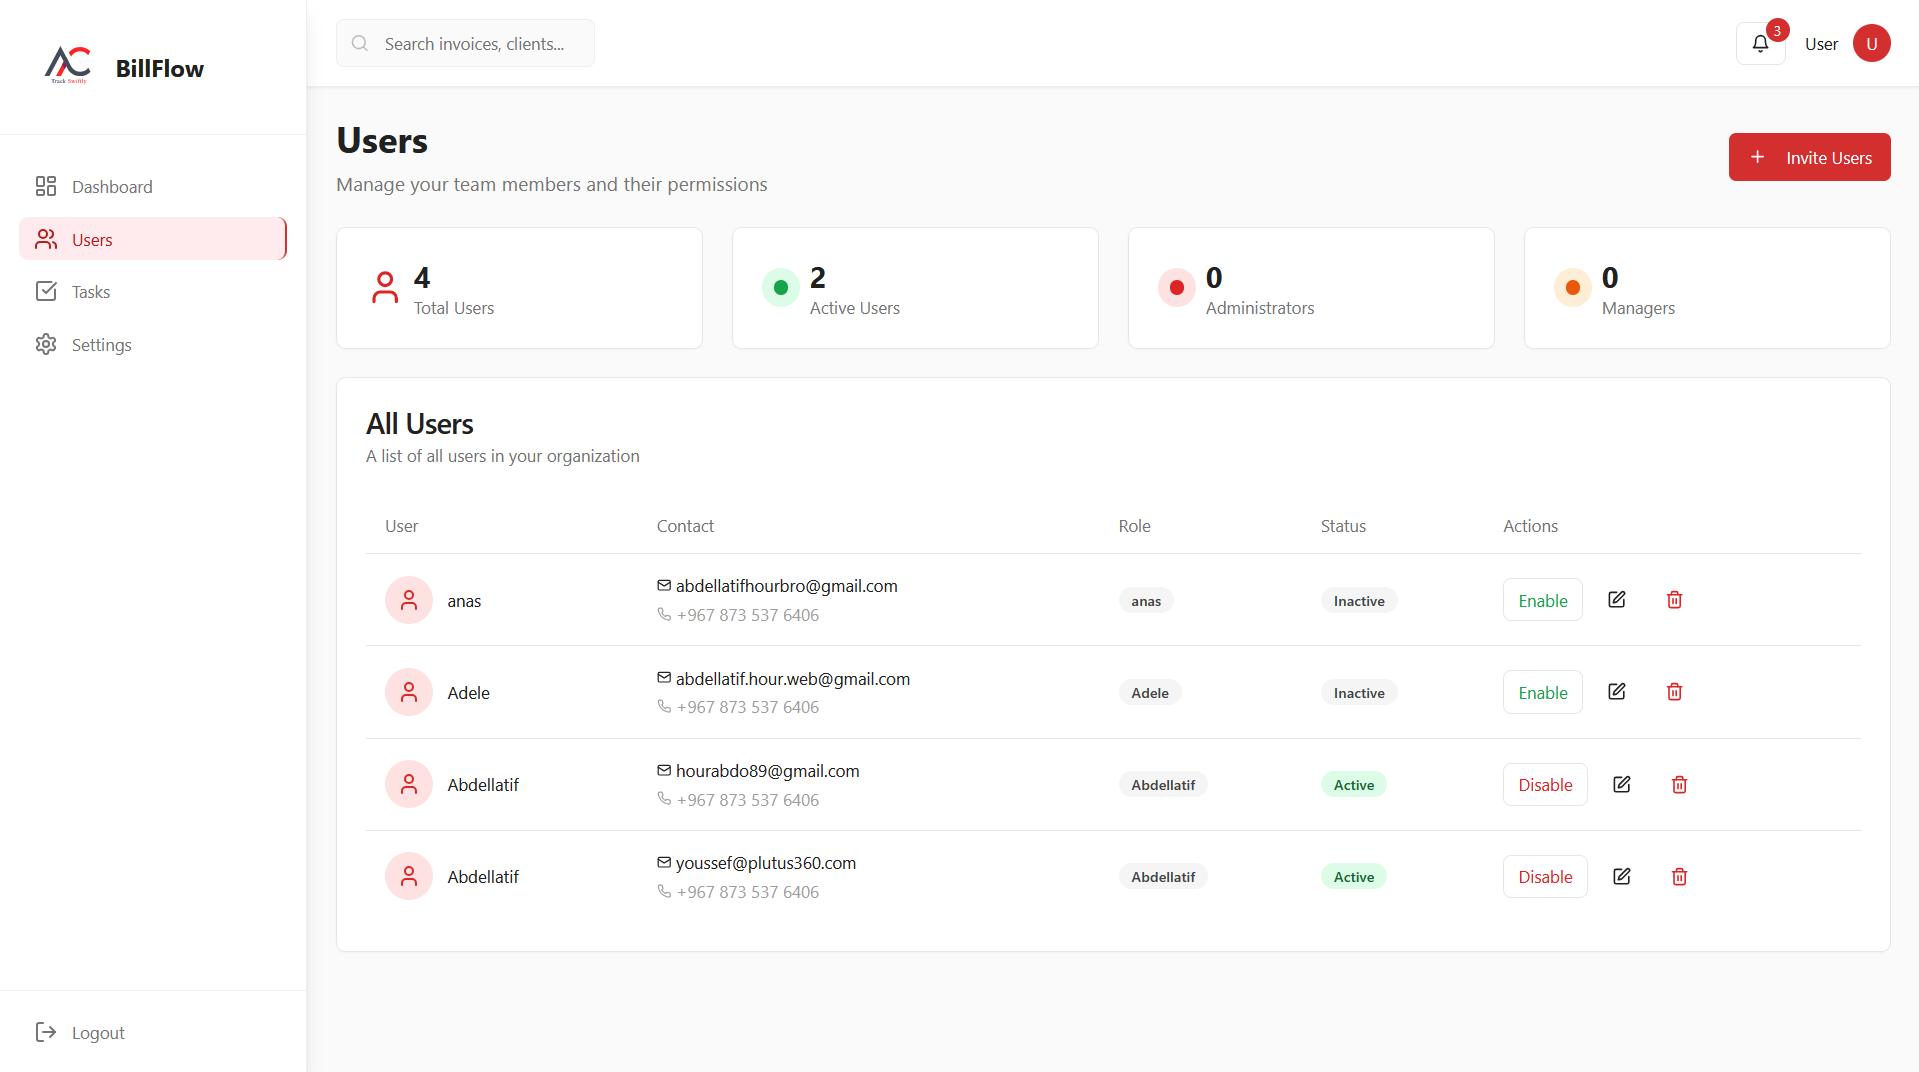 AC
Track Swiftly
BillFlow
Search invoices, clients...
3
User
U
Dashboard
Users
Tasks
Settings
Logout
Users
Manage your team members and their permissions
Invite Users
4
Total Users
2
Active Users
0
Administrators
0
Managers
All Users
A list of all users in your organization
User Contact Role Status Actions
anas abdellatifhourbro@gmail.com anas Inactive Enable
+967 873 537 6406
Adele abdellatif.hour.web@gmail.com Adele Inactive Enable
+967 873 537 6406
Abdellatif hourabdo89@gmail.com Abdellatif Active Disable
+967 873 537 6406
Abdellatif youssef@plutus360.com Abdellatif Active Disable
+967 873 537 6406